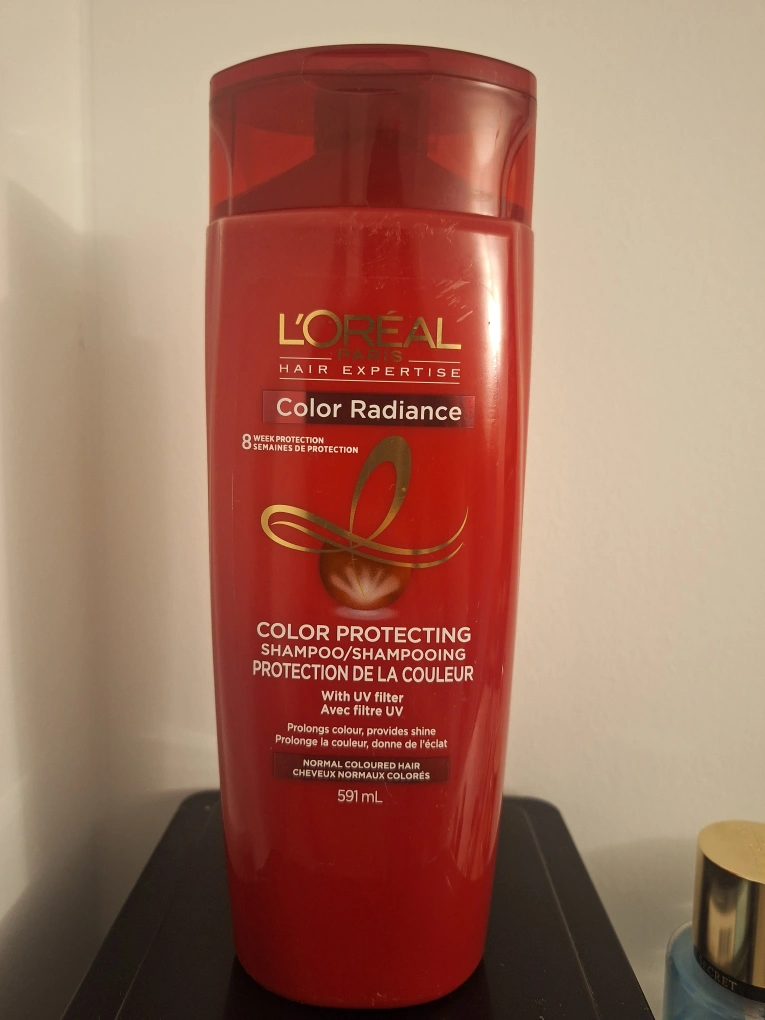 L'ORÉAL
PARIS
HAIR EXPERTISE
Color Radiance
8 WEEK PROTECTION
SEMAINES DE PROTECTION
COLOR PROTECTING
SHAMPOO/SHAMPOOING
PROTECTION DE LA COULEUR
With UV filter
Avec filtre UV
Prolongs colour, provides shine
Prolonge la couleur, donne de l'éclat
NORMAL COLOURED HAIR
CHEVEUX NORMAUX COLORÉS
591 mL